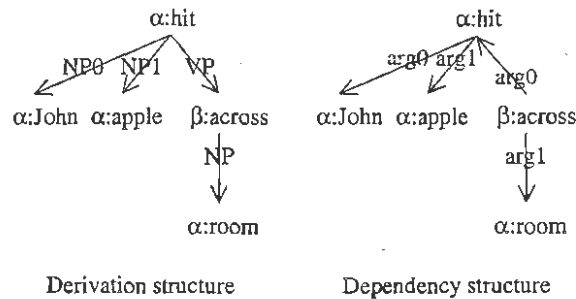 α:hit α:hit
NP0 NP1 VP arg0 arg1 arg0
α:John α:apple β:across α:John α:apple β:across
NP arg1
α:room α:room
Derivation structure Dependency structure